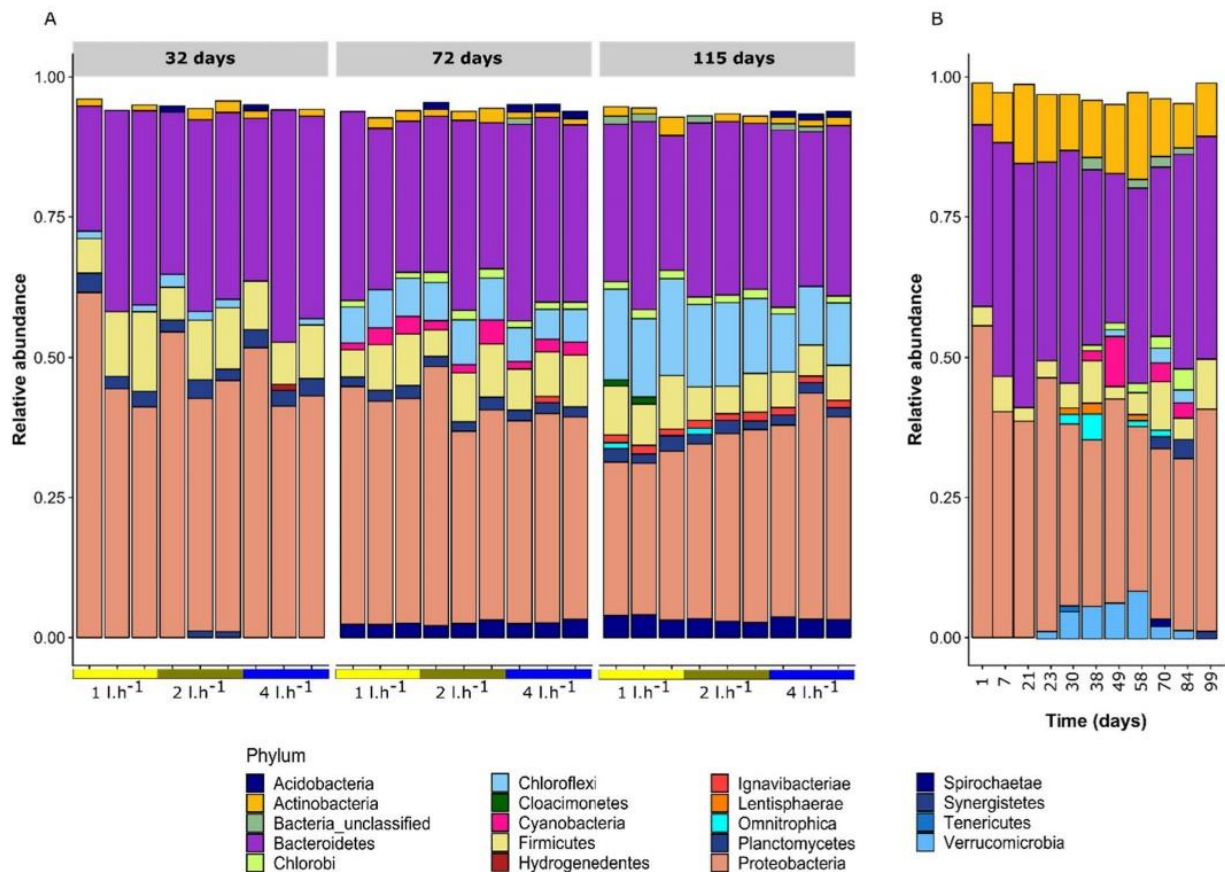 A
B
32 days
72 days
115 days
1.00
0.75
0.50
0.25
0.00
Relative abundance
1 l.h⁻¹
2 l.h⁻¹
4 l.h⁻¹
1 l.h⁻¹
2 l.h⁻¹
4 l.h⁻¹
1 l.h⁻¹
2 l.h⁻¹
4 l.h⁻¹
1.00
0.75
0.50
0.25
0.00
Relative abundance
1 7 21 23 30 38 49 58 70 84 99
Time (days)
Phylum
Acidobacteria
Actinobacteria
Bacteria_unclassified
Bacteroidetes
Chlorobi
Chloroflexi
Cloacimonetes
Cyanobacteria
Firmicutes
Hydrogenedentes
Ignavibacteriae
Lentisphaerae
Omnitrophica
Planctomycetes
Proteobacteria
Spirochaetae
Synergistetes
Tenericutes
Verrucomicrobia